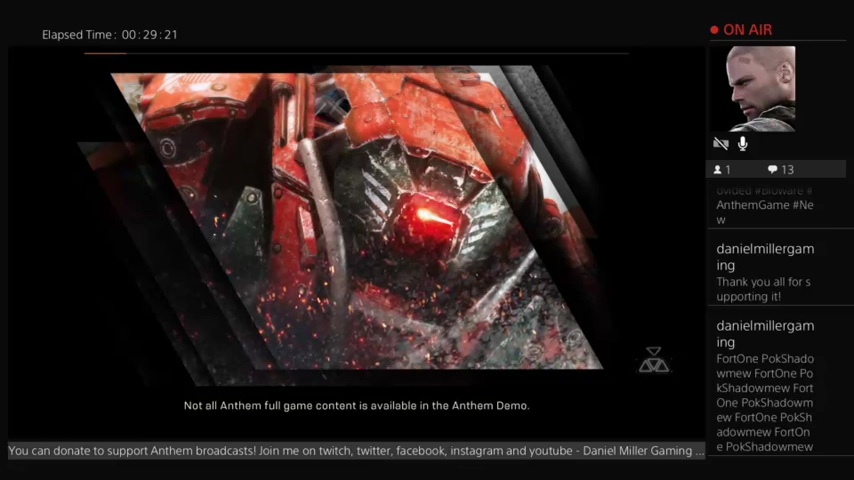 Elapsed Time: 00:29:21
ON AIR
1
13
AnthemGame #Ne
w
danielmillergam
ing
Thank you all for s
upporting it!
danielmillergam
ing
FortOne PokShado
wmew FortOne Po
kShadowmew Fort
One PokShadowm
ew FortOne PokSh
adowmew FortOn
e PokShadowmew
Not all Anthem full game content is available in the Anthem Demo.
You can donate to support Anthem broadcasts! Join me on twitch, twitter, facebook, instagram and youtube - Daniel Miller Gaming ...